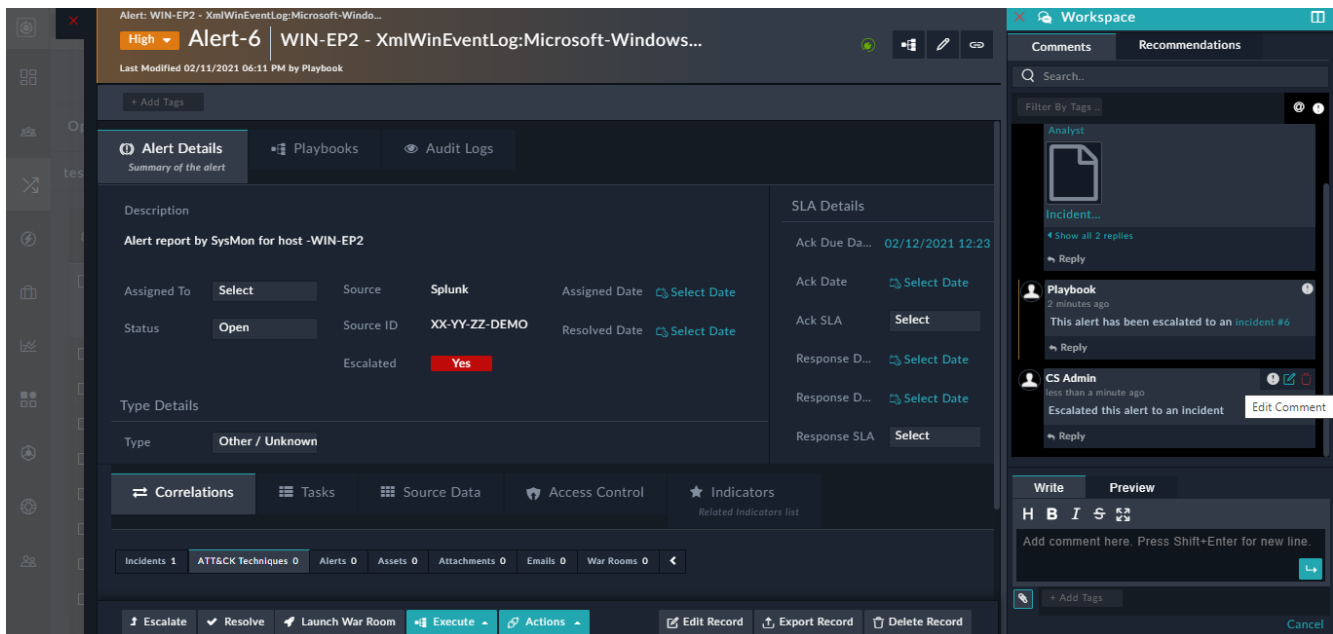 Alert: WIN-EP2 - XmlWinEventLog:Microsoft-Windo...
High
Alert-6
WIN-EP2 - XmlWinEventLog:Microsoft-Windows...
Last Modified 02/11/2021 06:11 PM by Playbook
+ Add Tags
Alert Details
Summary of the alert
Playbooks
Audit Logs
Description
Alert report by SysMon for host -WIN-EP2
Assigned To Select
Source Splunk
Assigned Date Select Date
Status Open
Source ID XX-YY-ZZ-DEMO
Resolved Date Select Date
Escalated Yes
Type Details
Type Other / Unknown
SLA Details
Ack Due Da... 02/12/2021 12:23
Ack Date Select Date
Ack SLA Select
Response D... Select Date
Response D... Select Date
Response SLA Select
Correlations
Tasks
Source Data
Access Control
Indicators
Related Indicators list
Incidents 1
ATT&CK Techniques 0
Alerts 0
Assets 0
Attachments 0
Emails 0
War Rooms 0
Escalate
Resolve
Launch War Room
Execute
Actions
Edit Record
Export Record
Delete Record
Workspace
Comments
Recommendations
Search..
Filter By Tags ..
Analyst
Incident...
Show all 2 replies
Reply
Playbook
2 minutes ago
This alert has been escalated to an incident #6
Reply
CS Admin
less than a minute ago
Edit Comment
Escalated this alert to an incident
Reply
Write
Preview
H B I S
Add comment here. Press Shift+Enter for new line.
+ Add Tags
Cancel